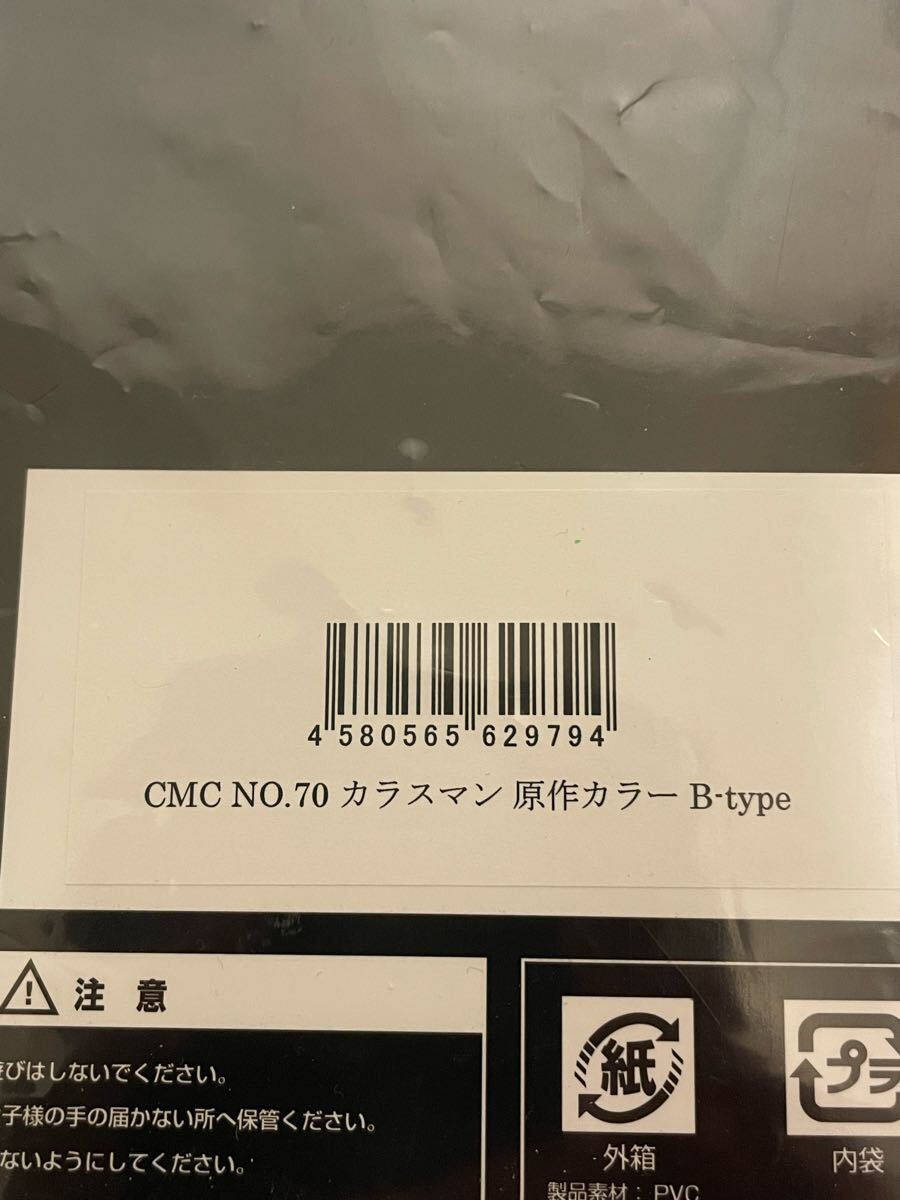 4 580565 629794
CMC NO.70 カラスマン 原作カラー B-type
注意
びはしないでください。
子様の手の届かない所へ保管ください。
ないようにしてください。
紙
外箱
プラ
内袋
製品素材：PVC